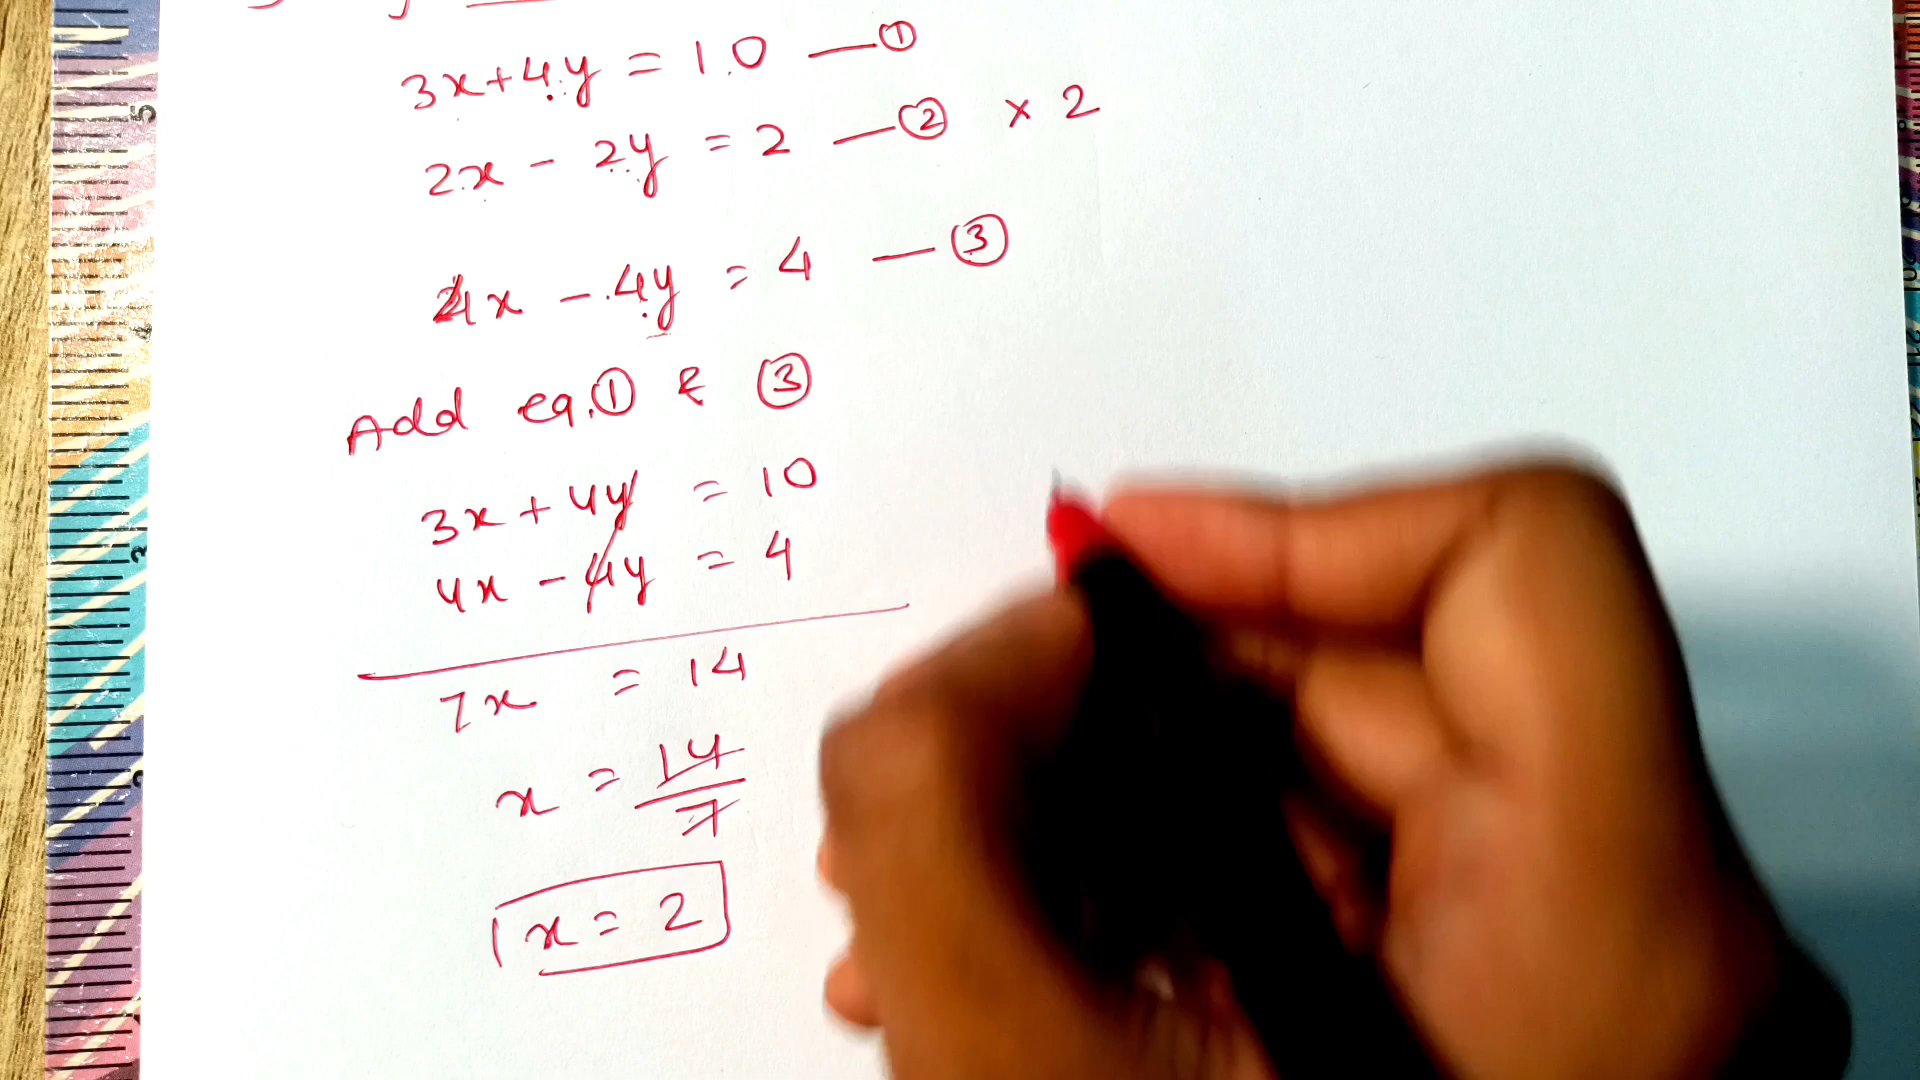 3x+4y = 10 — ①
2x - 2y = 2 — ② × 2
4x - 4y = 4 — ③
Add eq.① & ③
3x + 4y = 10
4x - 4y = 4
7x = 14
x = 14/7
x = 2